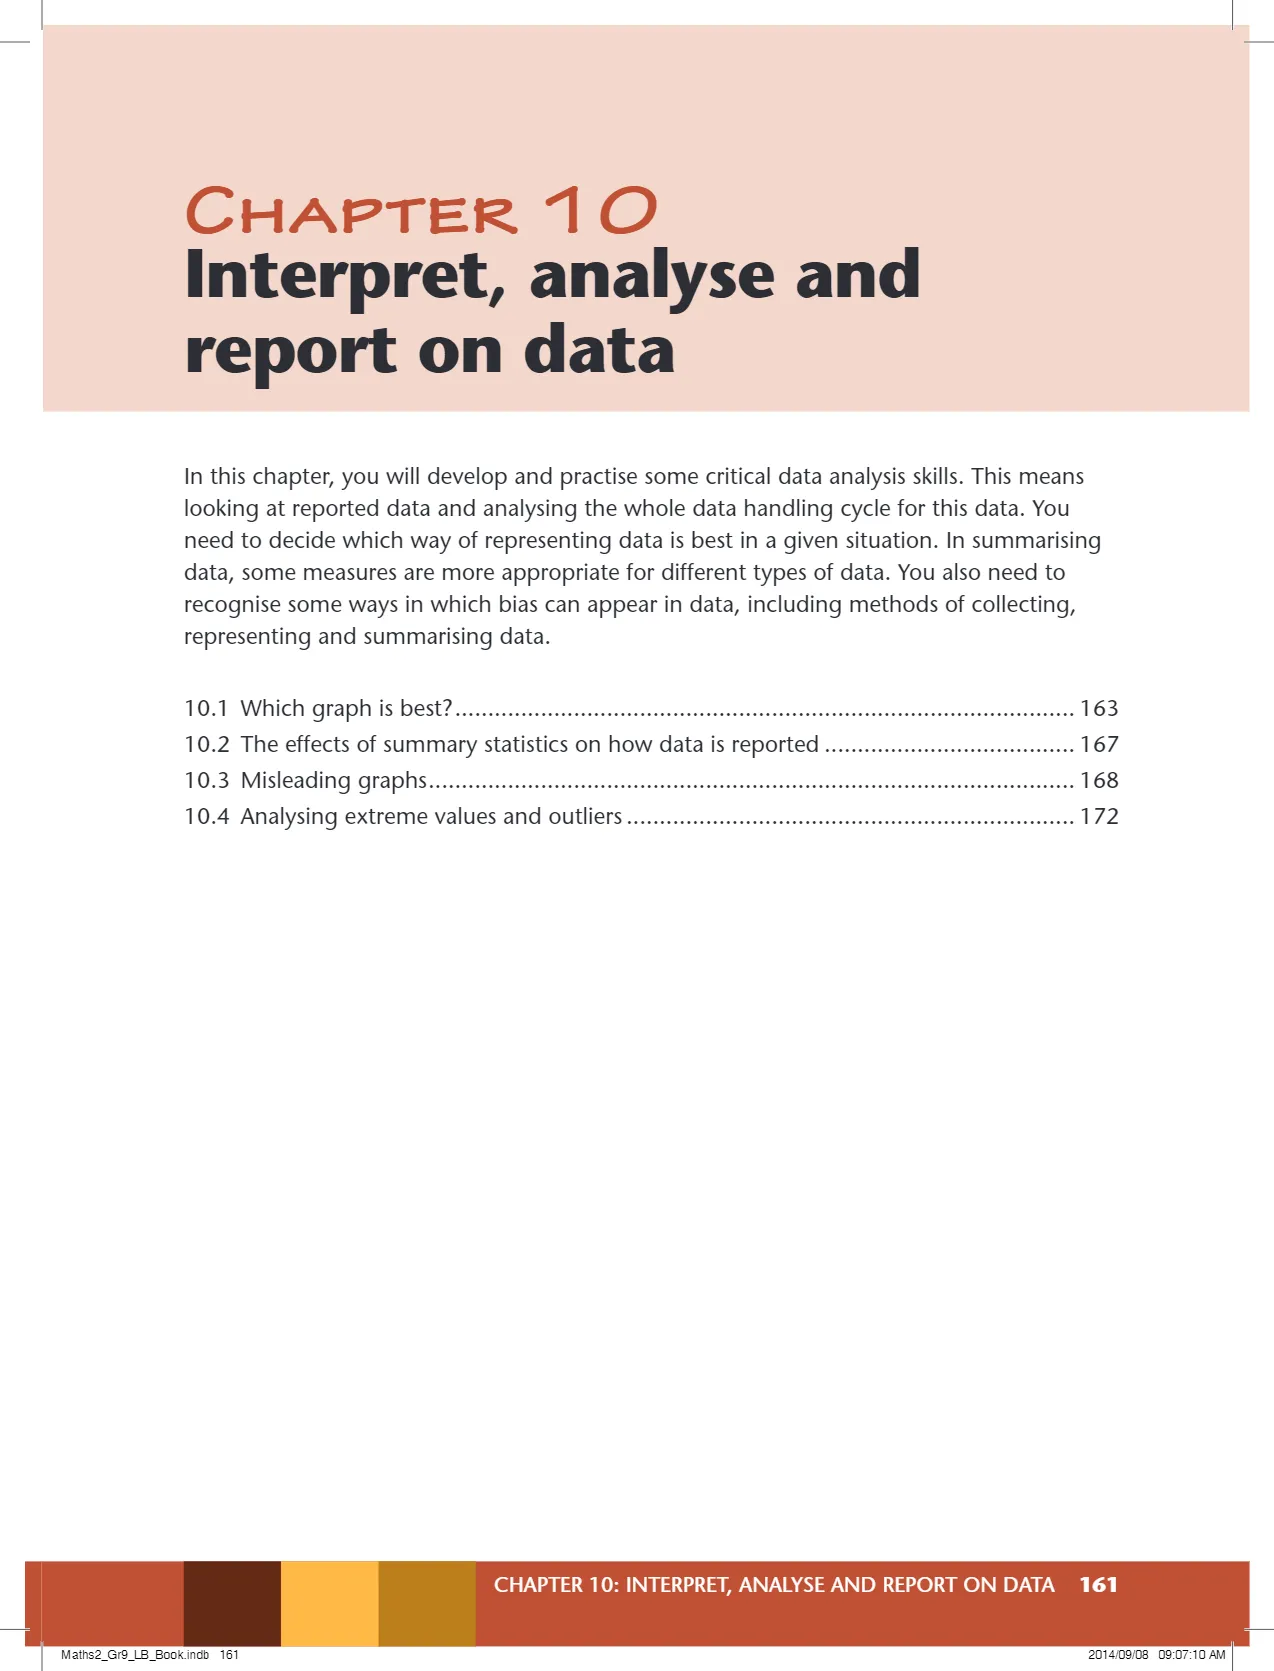 CHAPTER 10
Interpret, analyse and
report on data
In this chapter, you will develop and practise some critical data analysis skills. This means
looking at reported data and analysing the whole data handling cycle for this data. You
need to decide which way of representing data is best in a given situation. In summarising
data, some measures are more appropriate for different types of data. You also need to
recognise some ways in which bias can appear in data, including methods of collecting,
representing and summarising data.
10.1 Which graph is best?.............................................................................................. 163
10.2 The effects of summary statistics on how data is reported ...................................... 167
10.3 Misleading graphs.................................................................................................. 168
10.4 Analysing extreme values and outliers .................................................................... 172
CHAPTER 10: INTERPRET, ANALYSE AND REPORT ON DATA 161
Maths2_Gr9_LB_Book.indb 161 2014/09/08 09:07:10 AM